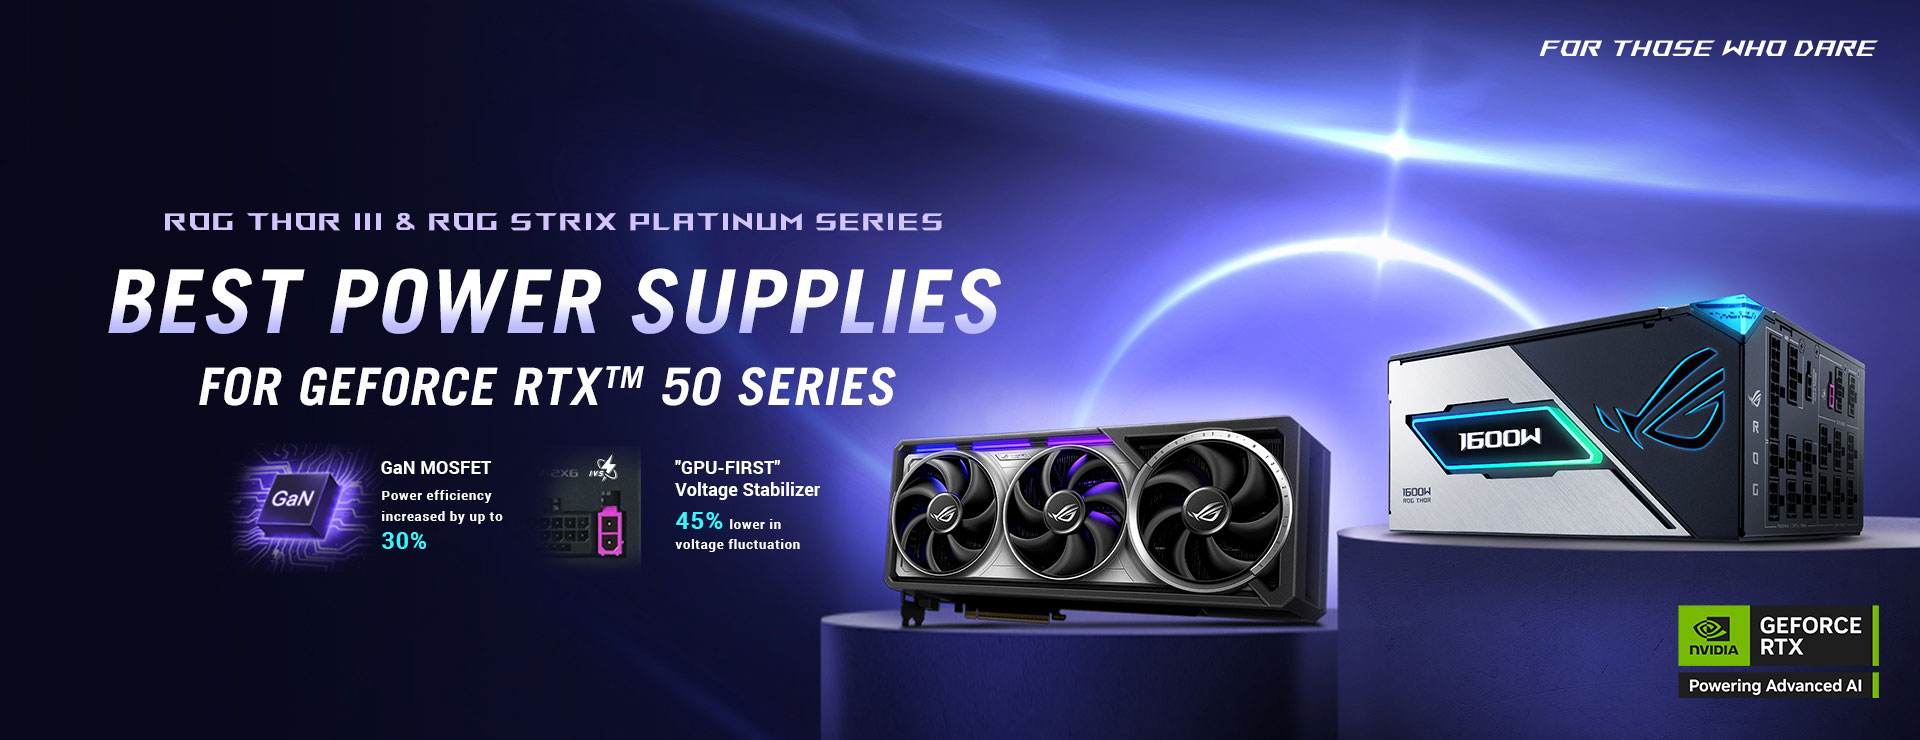 FOR THOSE WHO DARE
ROG THOR III & ROG STRIX PLATINUM SERIES
BEST POWER SUPPLIES
FOR GEFORCE RTX™ 50 SERIES
GaN
GaN MOSFET
Power efficiency
increased by up to
30%
"GPU-FIRST"
Voltage Stabilizer
45% lower in
voltage fluctuation
1600W
1600W
ROG THOR
ROG
NVIDIA
GEFORCE
RTX
Powering Advanced AI